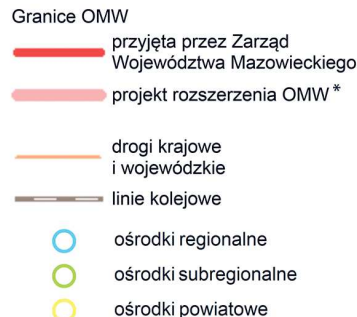 Granice OMW
przyjęta przez Zarząd
Województwa Mazowieckiego
projekt rozszerzenia OMW*
drogi krajowe
i wojewódzkie
linie kolejowe
ośrodki regionalne
ośrodki subregionalne
ośrodki powiatowe